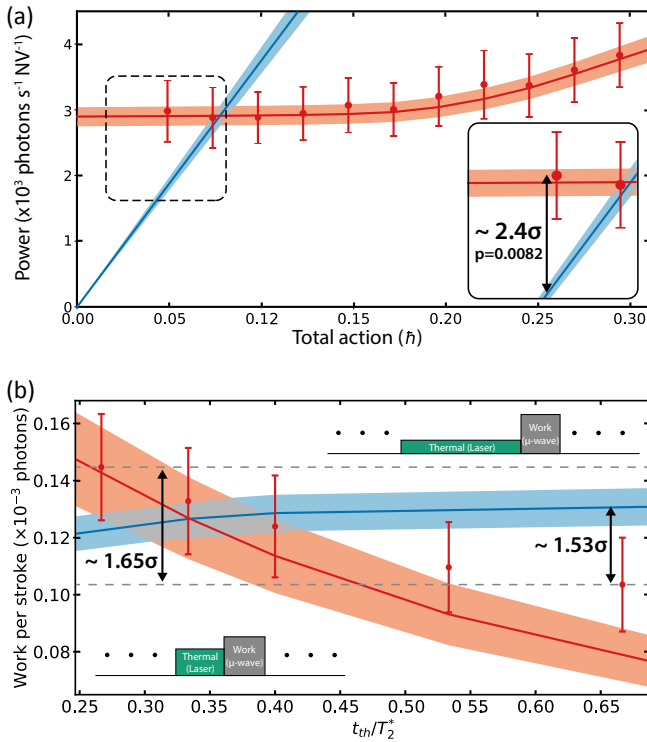 (a)
Power (x10³ photons s⁻¹ NV⁻¹)
4
3
2
1
0
~ 2.4σ
p=0.0082
0.00 0.05 0.12 0.15 0.20 0.25 0.30
Total action (ħ)
(b)
Work per stroke (×10⁻³ photons)
0.16
0.14
0.12
0.10
0.08
Thermal (Laser)
Work
(μ-wave)
~ 1.65σ
~ 1.53σ
Thermal
(Laser)
Work
(μ-wave)
0.25 0.30 0.35 0.40 0.45 0.50 0 55 0.60 0.65
t_th/T₂*